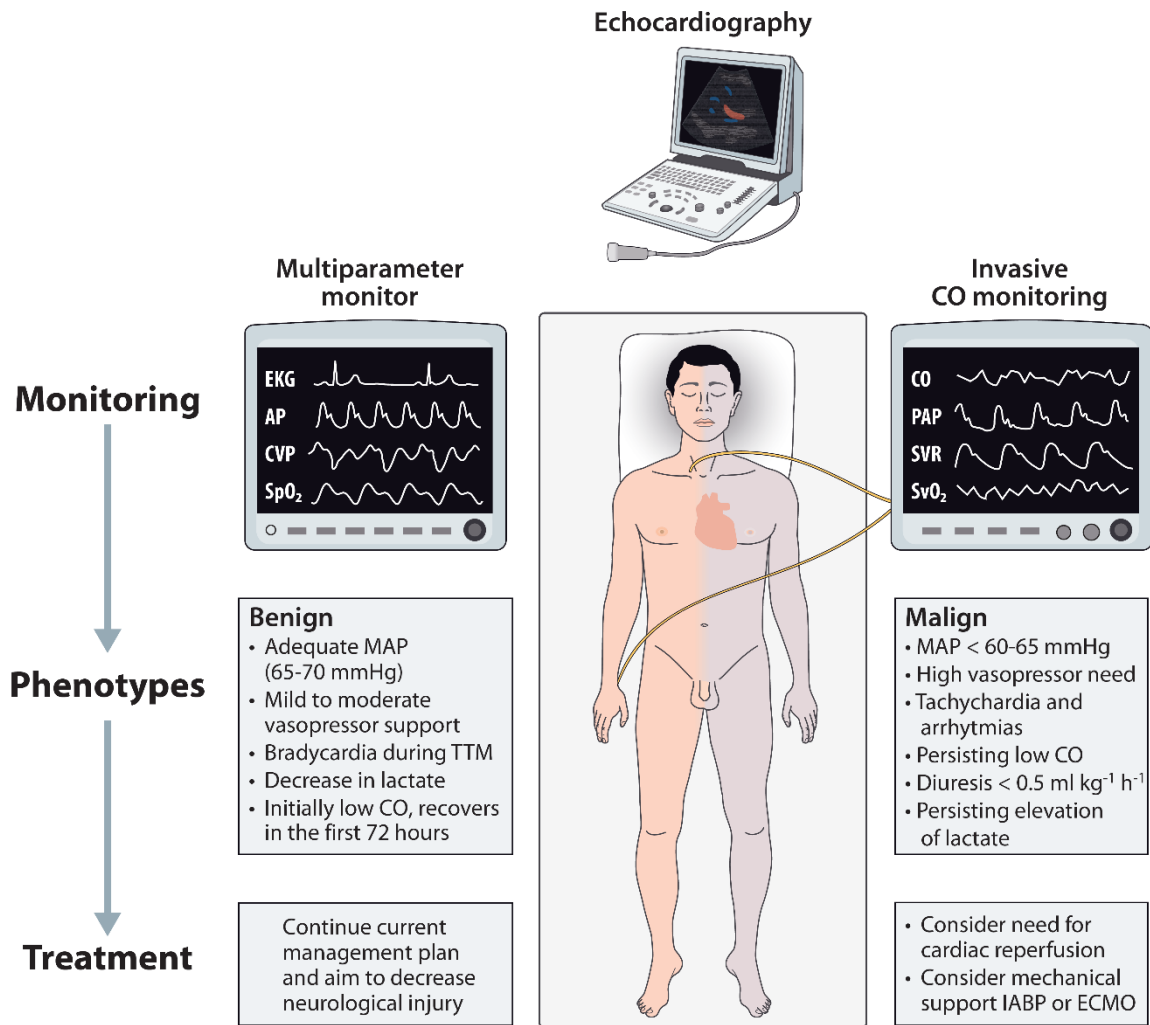 Echocardiography
Multiparameter
monitor
Invasive
CO monitoring
Monitoring
EKG
AP
CVP
SpO₂
CO
PAP
SVR
SvO₂
Phenotypes
Benign
• Adequate MAP
(65-70 mmHg)
• Mild to moderate
vasopressor support
• Bradycardia during TTM
• Decrease in lactate
• Initially low CO, recovers
in the first 72 hours
Malign
• MAP < 60-65 mmHg
• High vasopressor need
• Tachychardia and
arrhytmias
• Persisting low CO
• Diuresis < 0.5 ml kg⁻¹ h⁻¹
• Persisting elevation
of lactate
Treatment
Continue current
management plan
and aim to decrease
neurological injury
• Consider need for
cardiac reperfusion
• Consider mechanical
support IABP or ECMO